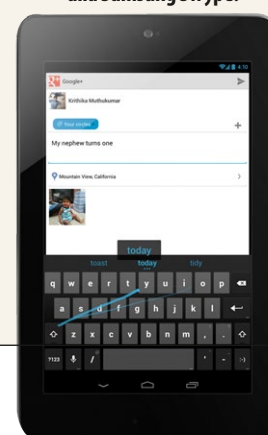 and Samsung's Hyper
4:10
Google+
Krithika Muthukumar
Your circles
My nephew turns one
Mountain View, California
today
toast today tidy
q w e r t y u i o p
a s d f g h j k l
z x c v b n m , .
?123 / ' - :-)